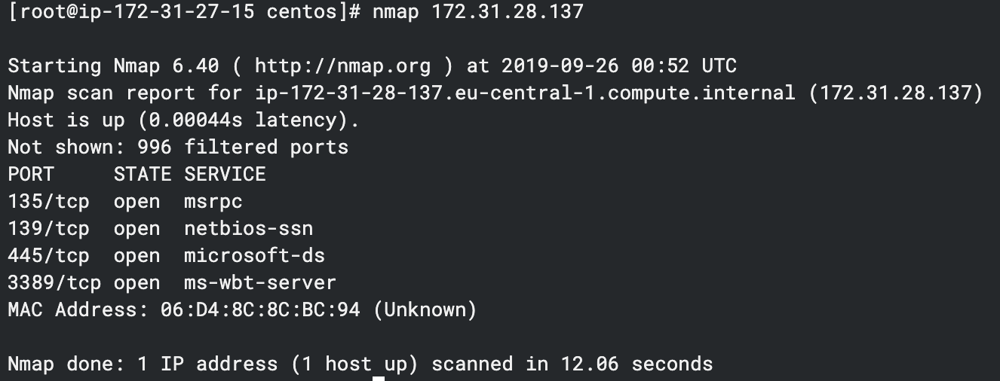 [root@ip-172-31-27-15 centos]# nmap 172.31.28.137
Starting Nmap 6.40 ( http://nmap.org ) at 2019-09-26 00:52 UTC
Nmap scan report for ip-172-31-28-137.eu-central-1.compute.internal (172.31.28.137)
Host is up (0.00044s latency).
Not shown: 996 filtered ports
PORT     STATE SERVICE
135/tcp  open  msrpc
139/tcp  open  netbios-ssn
445/tcp  open  microsoft-ds
3389/tcp open  ms-wbt-server
MAC Address: 06:D4:8C:8C:BC:94 (Unknown)
Nmap done: 1 IP address (1 host up) scanned in 12.06 seconds